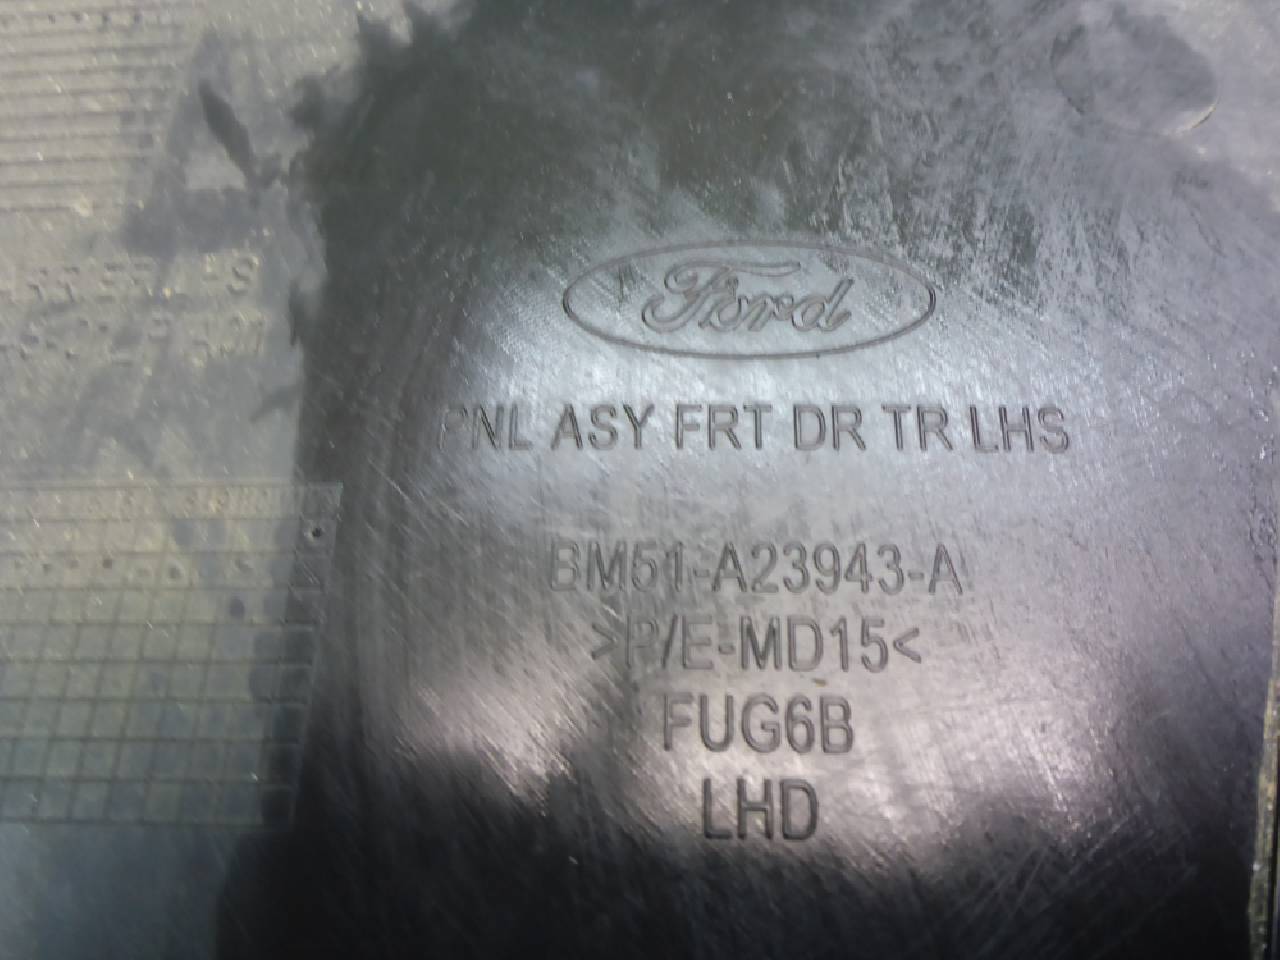 Ford
PNL ASY FRT DR TR LHS
BM51-A23943-A
>P/E-MD15<
FUG6B
LHD